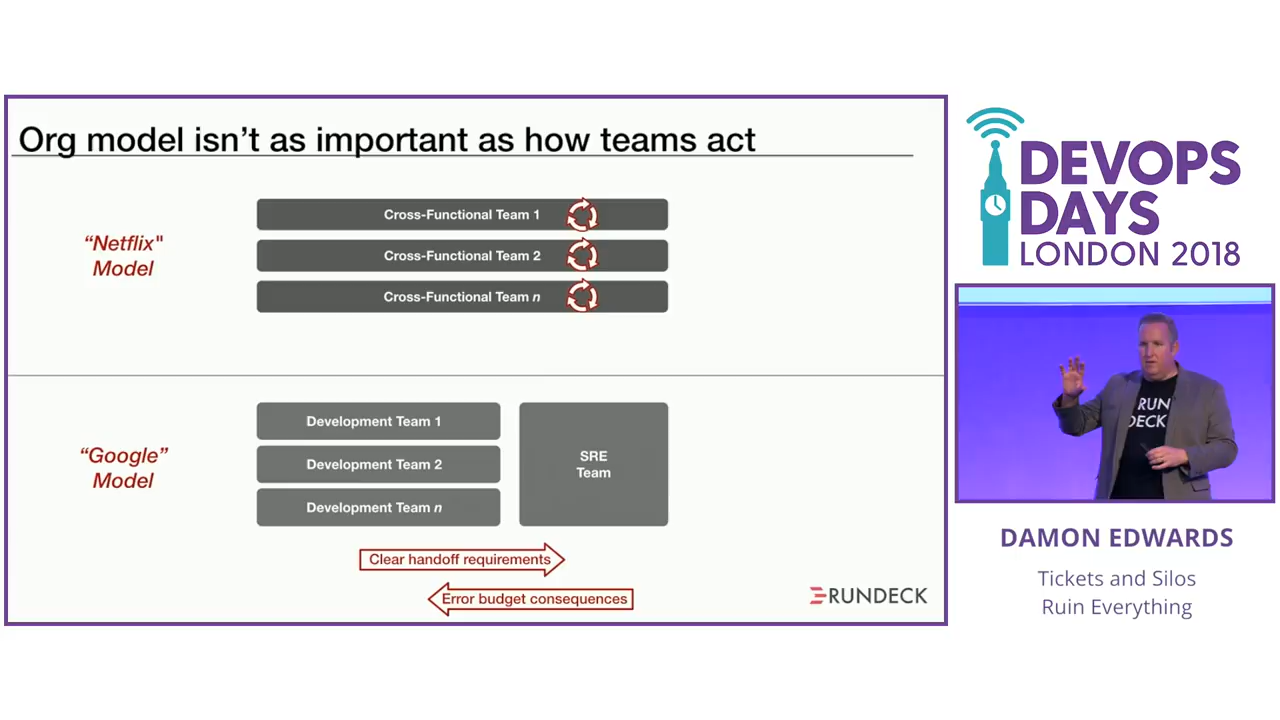 Org model isn't as important as how teams act
"Netflix"
Model
Cross-Functional Team 1
Cross-Functional Team 2
Cross-Functional Team n
"Google"
Model
Development Team 1
Development Team 2
Development Team n
SRE
Team
Clear handoff requirements
Error budget consequences
RUNDECK
DEVOPS
DAYS
LONDON 2018
RUN
DECK
DAMON EDWARDS
Tickets and Silos
Ruin Everything